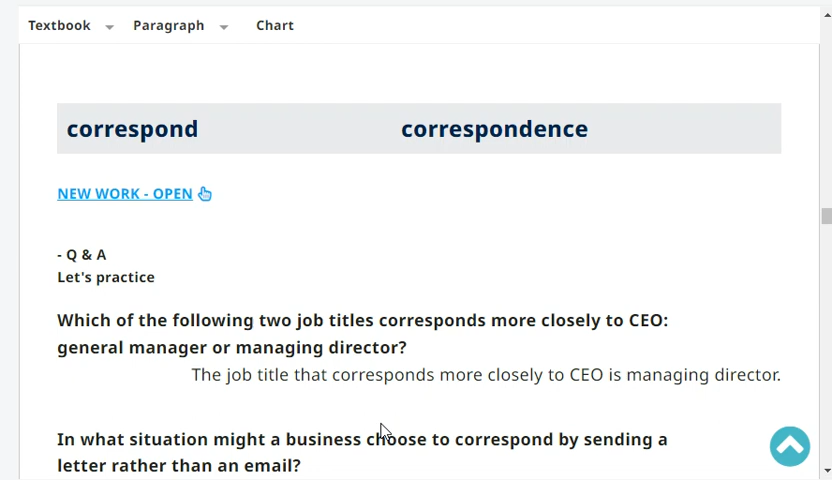 Textbook Paragraph Chart
correspond correspondence
NEW WORK - OPEN
- Q & A
Let's practice
Which of the following two job titles corresponds more closely to CEO:
general manager or managing director?
The job title that corresponds more closely to CEO is managing director.
In what situation might a business choose to correspond by sending a
letter rather than an email?